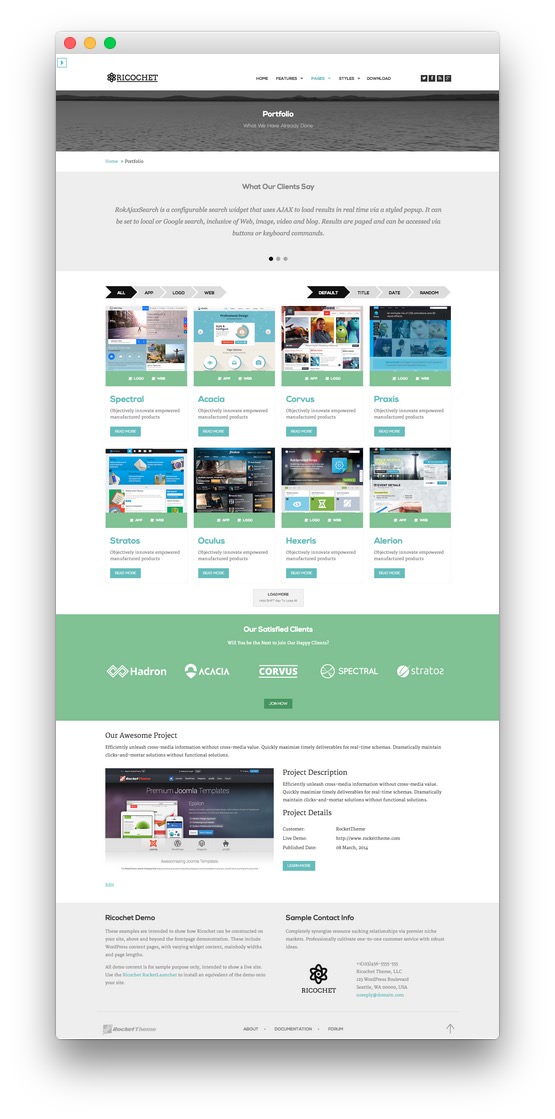 RICOCHET
HOME FEATURES PAGES STYLES DOWNLOAD
Portfolio
What We Have Already Done
Home » Portfolio
What Our Clients Say
RokAjaxSearch is a configurable search widget that uses AJAX to load results in real time via a styled popup. It can
be set to local or Google search, inclusive of Web, image, video and blog. Results are paged and can be accessed via
buttons or keyboard commands.
ALL APP LOGO WEB DEFAULT TITLE DATE RANDOM
LOGO WEB APP WEB LOGO WEB APP WEB
Spectral Acacia Corvus Praxis
Objectively innovate empowered Objectively innovate empowered Objectively innovate empowered Objectively innovate empowered
manufactured products manufactured products manufactured products manufactured products
READ MORE READ MORE READ MORE READ MORE
APP WEB APP LOGO LOGO WEB APP LOGO
Stratos Oculus Hexeris Alerion
Objectively innovate empowered Objectively innovate empowered Objectively innovate empowered Objectively innovate empowered
manufactured products manufactured products manufactured products manufactured products
READ MORE READ MORE READ MORE READ MORE
LOAD MORE
Our Satisfied Clients
Will You be the Next to Join Our Happy Clients?
Hadron ACACIA CORVUS SPECTRAL stratos
JOIN NOW
Our Awesome Project
Efficiently unleash cross-media information without cross-media value. Quickly maximise timely deliverables for real-time schemas. Dramatically maintain
clicks-and-mortar solutions without functional solutions.
Premium Joomla Templates
Epsilon
Awesomazing Joomla Templates
Project Description
Efficiently unleash cross-media information without cross-media value.
Quickly maximise timely deliverables for real-time schemas. Dramatically
maintain clicks-and-mortar solutions without functional solutions.
Project Details
Customer: RocketTheme
Live Demo: http://www.rockettheme.com
Published Date: 08 March, 2014
LEARN MORE
Edit
Ricochet Demo
These examples are intended to show how Ricochet can be constructed on
your site, above and beyond the frontpage demonstration. These include
WordPress content pages, with varying widget content, mainbody widths
and page lengths.
All demo content is for sample purpose only, intended to show a live site.
Use the Ricochet RocketLauncher to install an equivalent of the demo onto
your site.
Sample Contact Info
Completely synergise resource sucking relationships via premier niche
markets. Professionally cultivate one-to-one customer service with robust
ideas.
RICOCHET
Ricochet Theme, LLC
123 WordPress Boulevard
Seattle, WA 00000, USA
noreply@domain.com
RocketTheme
ABOUT DOCUMENTATION FORUM